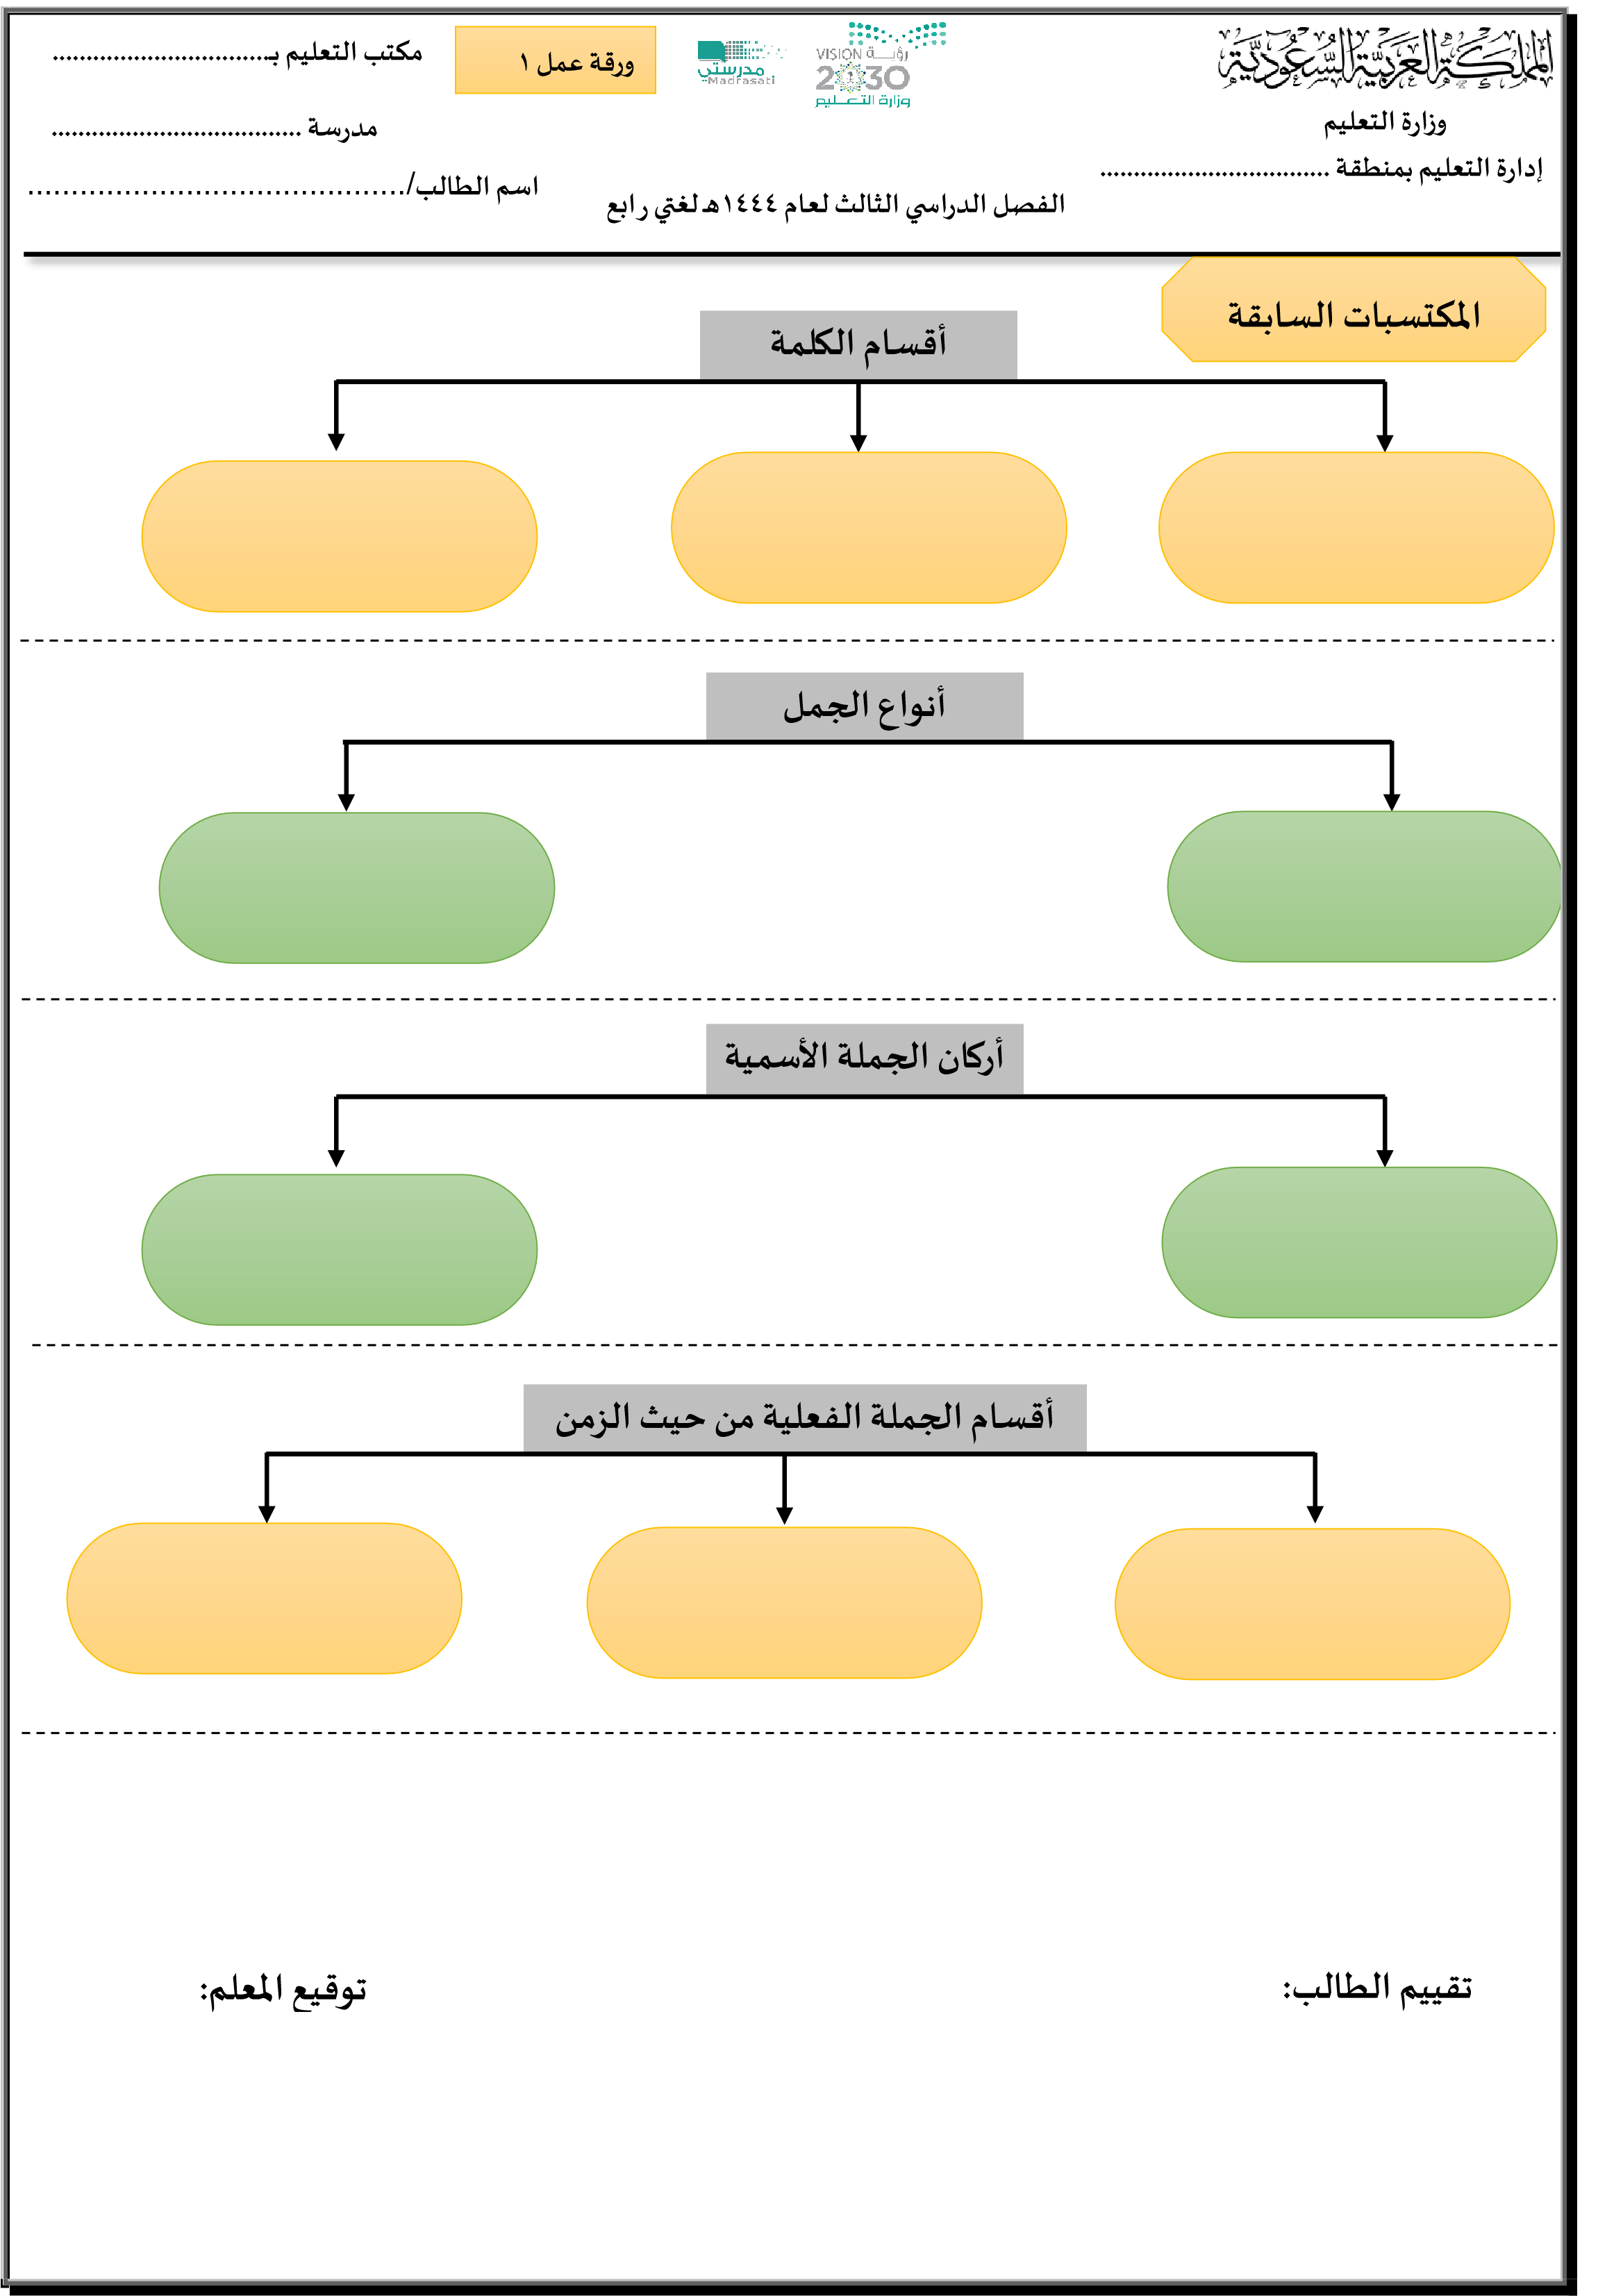 المملكة العربية السعودية
وزارة التعليم
إدارة التعليم بمنطقة ..................................
رؤيــة VISION
2030
وزارة التعـــليم
مدرستي
Madrasati
ورقة عمل ١
مكتب التعليم بـ................................
مدرسة .....................................
اسم الطالب/...........................................
الفصل الدراسي الثالث لعام ١٤٤٤هـ لغتي رابع
المكتسبات السابقة
أقسام الكلمة
أنواع الجمل
أركان الجملة الأسمية
أقسام الجملة الفعلية من حيث الزمن
تقييم الطالب:
توقيع المعلم: